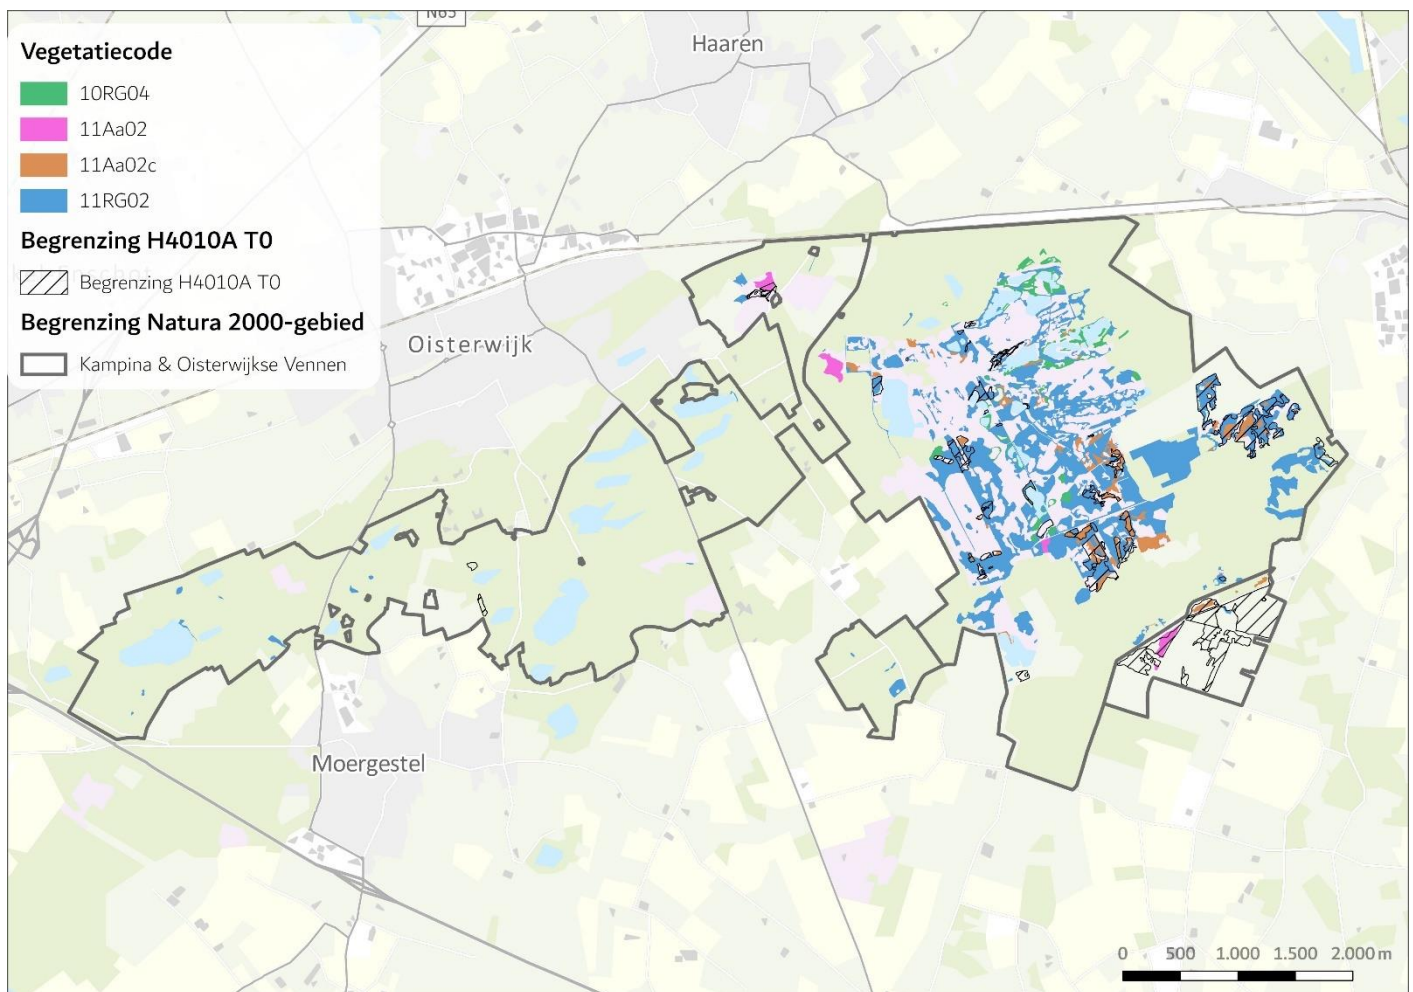 N65
Haaren
Vegetatiecode
10RG04
11Aa02
11Aa02c
11RG02
Begrenzing H4010A T0
Begrenzing H4010A T0
Begrenzing Natura 2000-gebied
Kampina & Oisterwijkse Vennen
Oisterwijk
Moergestel
0 500 1.000 1.500 2.000 m